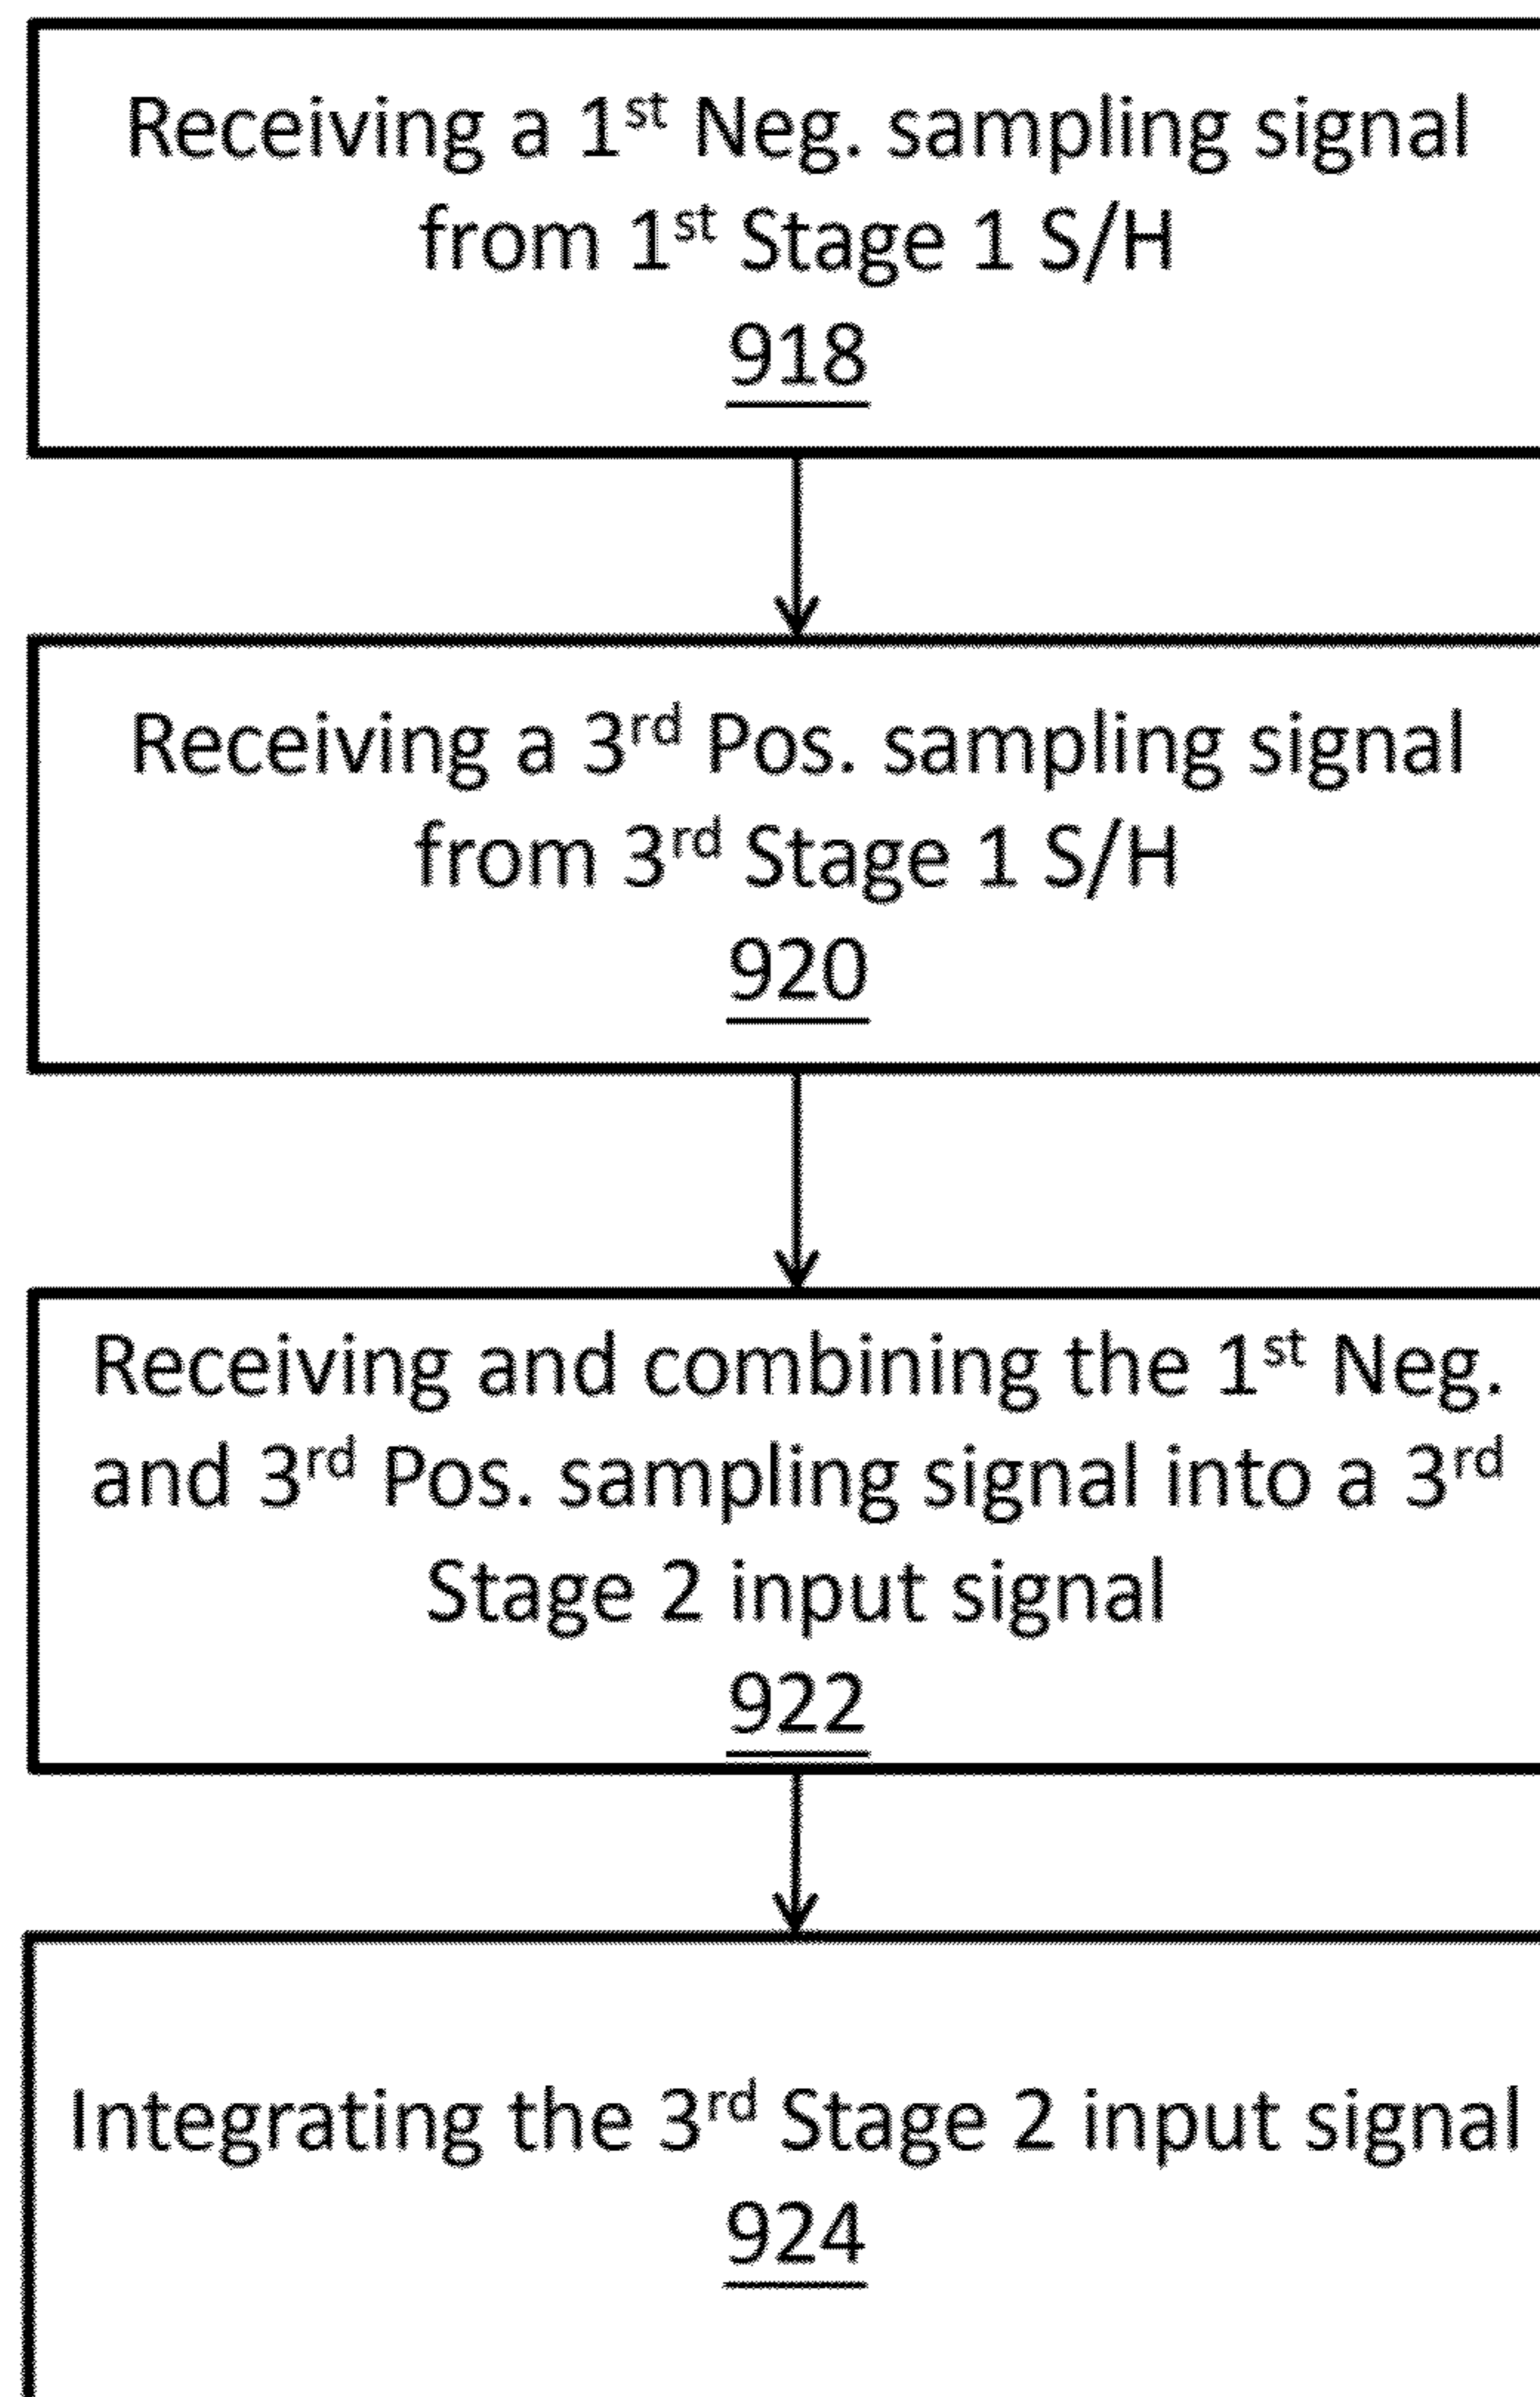 Receiving a 1st Neg. sampling signal
from 1st Stage 1 S/H
918
Receiving a 3rd Pos. sampling signal
from 3rd Stage 1 S/H
920
Receiving and combining the 1st Neg.
and 3rd Pos. sampling signal into a 3rd
Stage 2 input signal
922
Integrating the 3rd Stage 2 input signal
924